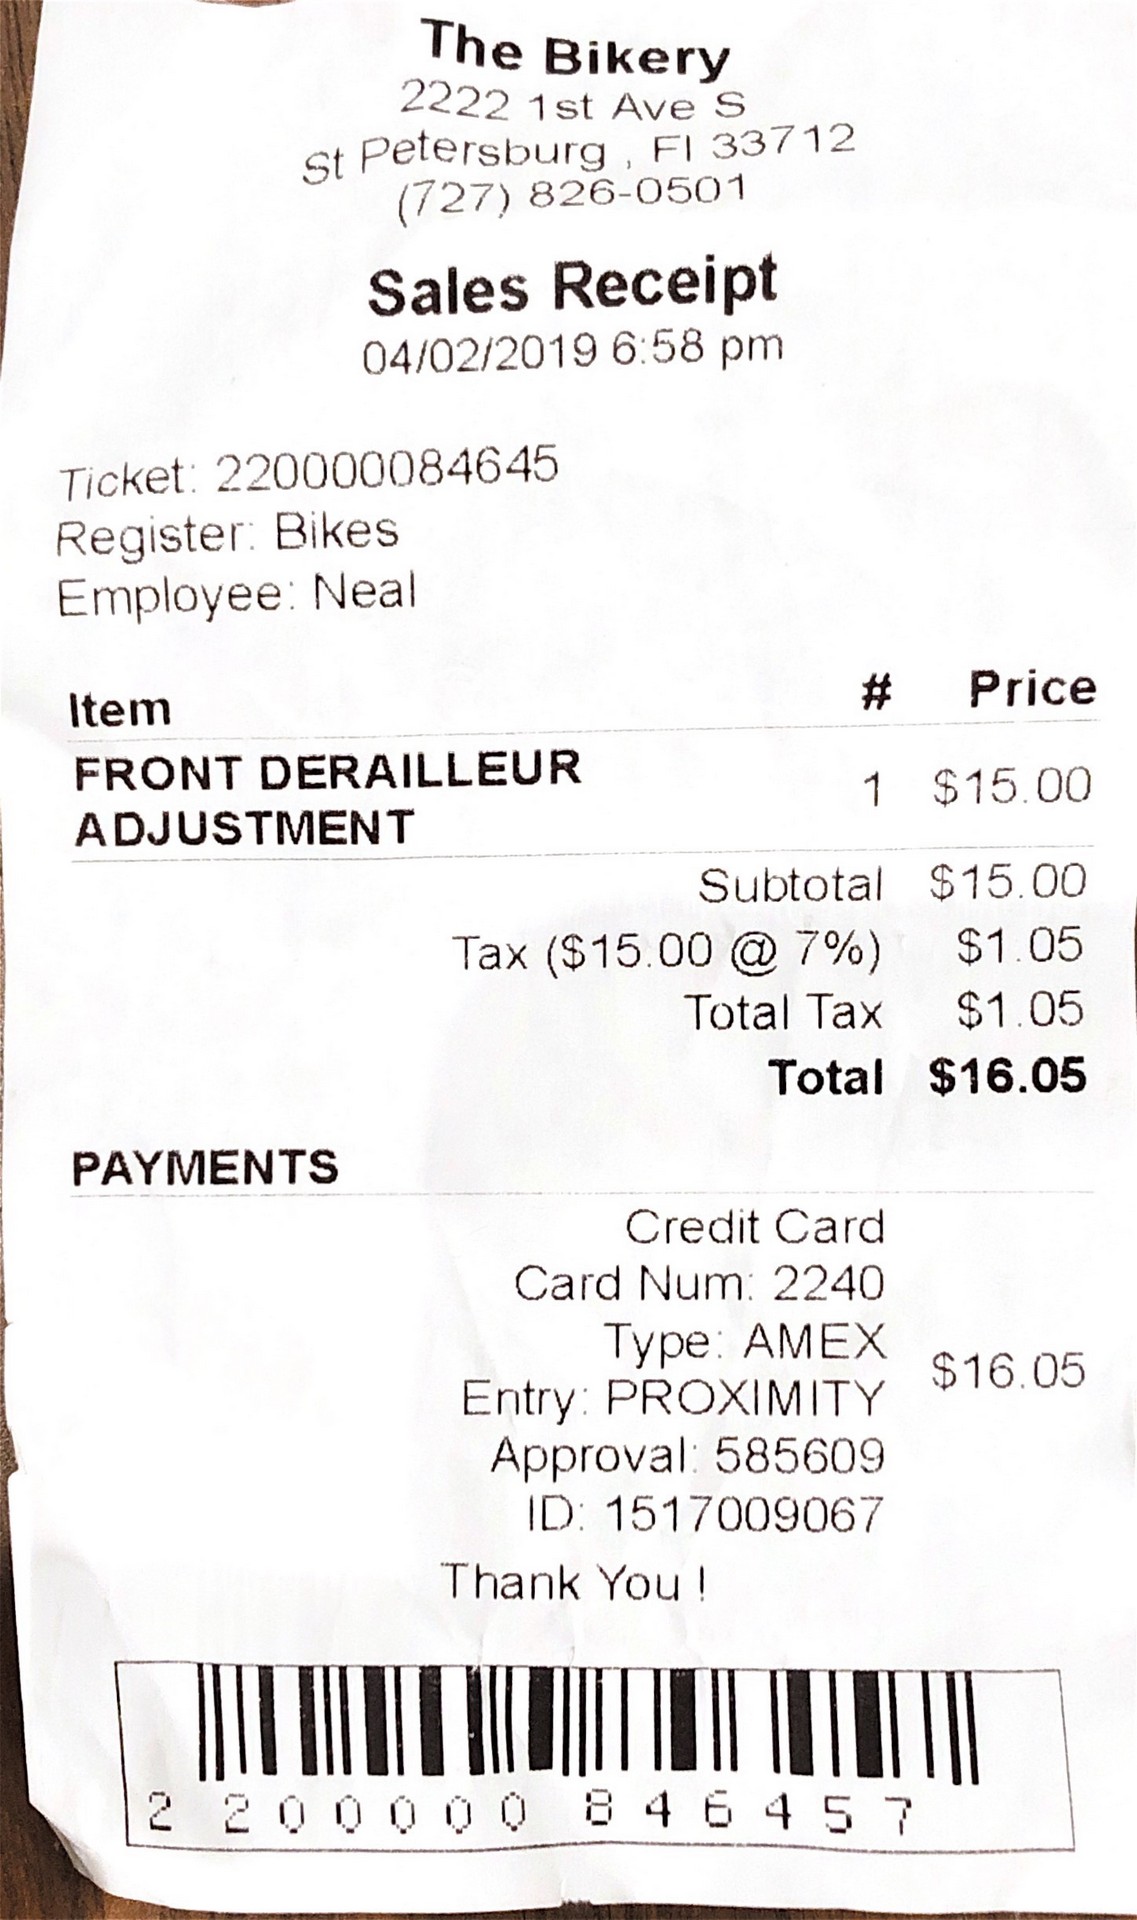 The Bikery
2222 1st Ave S
St Petersburg , Fl 33712
(727) 826-0501
Sales Receipt
04/02/2019 6:58 pm
Ticket: 220000084645
Register: Bikes
Employee: Neal
Item # Price
FRONT DERAILLEUR
ADJUSTMENT 1 $15.00
Subtotal $15.00
Tax ($15.00 @ 7%) $1.05
Total Tax $1.05
Total $16.05
PAYMENTS
Credit Card
Card Num: 2240
Type: AMEX
$16.05
Entry: PROXIMITY
Approval: 585609
ID: 1517009067
Thank You !
2 200000 846457